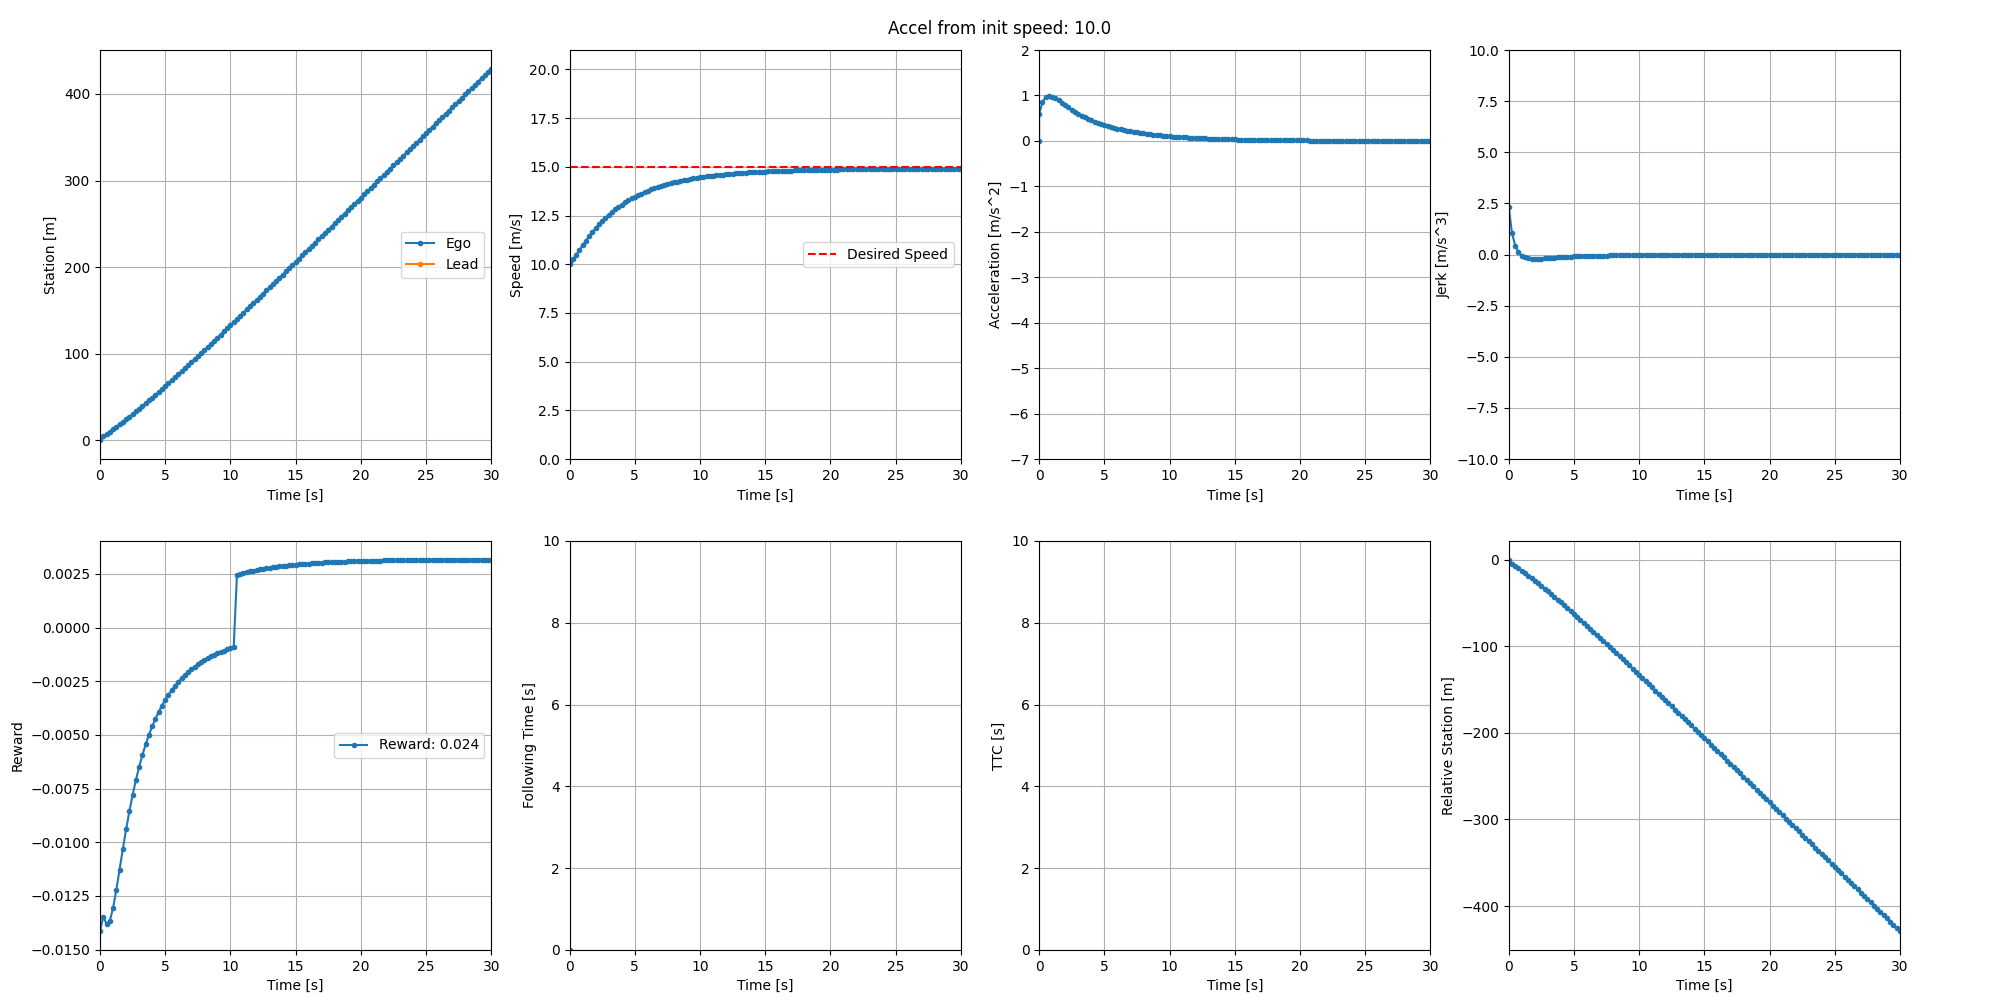 Accel from init speed: 10.0
Station [m]
400
300
200
100
0
Ego
Lead
0 5 10 15 20 25 30
Time [s]
Speed [m/s]
20.0
17.5
15.0
12.5
10.0
7.5
5.0
2.5
0.0
Desired Speed
0 5 10 15 20 25 30
Time [s]
Acceleration [m/s^2]
2
1
0
−1
−2
−3
−4
−5
−6
−7
0 5 10 15 20 25 30
Time [s]
Jerk [m/s^3]
10.0
7.5
5.0
2.5
0.0
−2.5
−5.0
−7.5
−10.0
0 5 10 15 20 25 30
Time [s]
Reward
0.0025
0.0000
−0.0025
−0.0050
−0.0075
−0.0100
−0.0125
−0.0150
Reward: 0.024
0 5 10 15 20 25 30
Time [s]
Following Time [s]
10
8
6
4
2
0
0 5 10 15 20 25 30
Time [s]
TTC [s]
10
8
6
4
2
0
0 5 10 15 20 25 30
Time [s]
Relative Station [m]
0
−100
−200
−300
−400
0 5 10 15 20 25 30
Time [s]